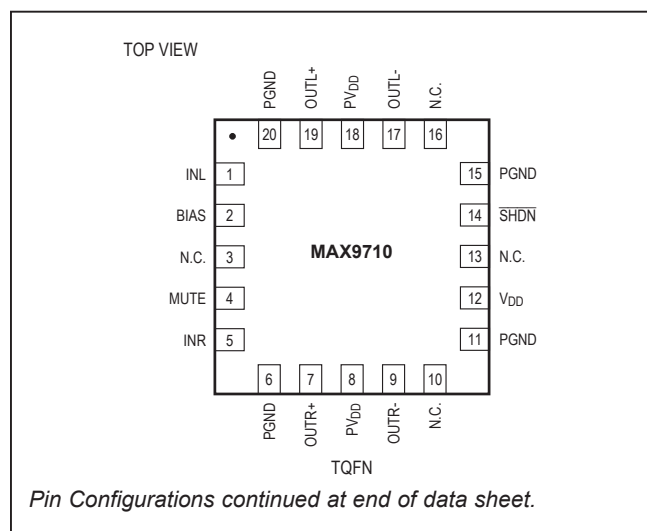 TOP VIEW
PGND
OUTL+
PVDD
OUTL-
N.C.
20
19
18
17
16
INL 1
BIAS 2
N.C. 3
MUTE 4
INR 5
MAX9710
15 PGND
14 SHDN
13 N.C.
12 VDD
11 PGND
6
7
8
9
10
PGND
OUTR+
PVDD
OUTR-
N.C.
TQFN
Pin Configurations continued at end of data sheet.